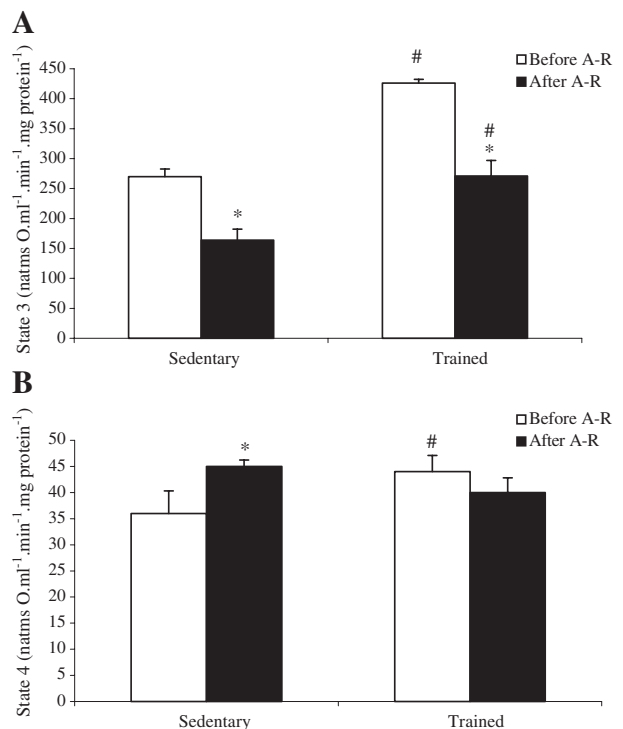 A
Before A-R
After A-R
State 3 (natms O.ml⁻¹.min⁻¹.mg protein⁻¹)
450
400
350
300
250
200
150
100
50
0
*
#
#
*
Sedentary
Trained
B
Before A-R
After A-R
State 4 (natms O.ml⁻¹.min⁻¹.mg protein⁻¹)
50
45
40
35
30
25
20
15
10
5
0
*
#
Sedentary
Trained